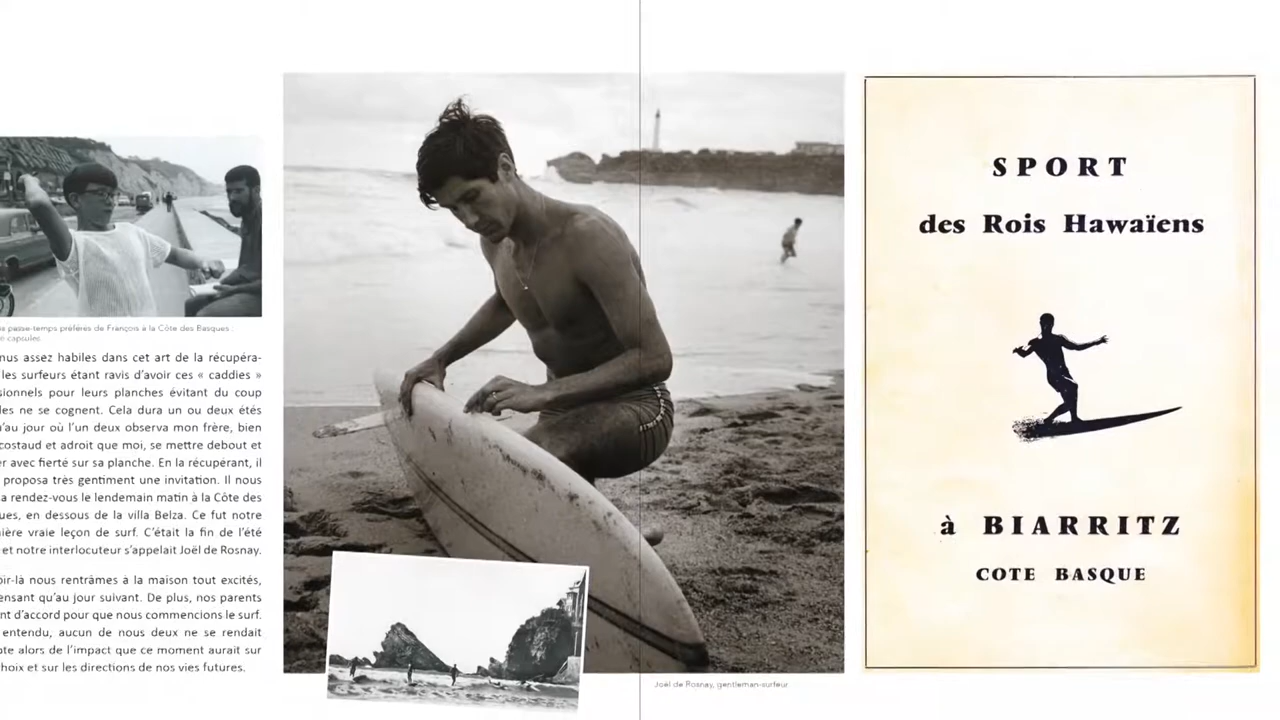 passe-temps préférés de François à la Côte des Basques :
capsules.
nus assez habiles dans cet art de la récupéra-
les surfeurs étant ravis d'avoir ces « caddies »
sionnels pour leurs planches évitant du coup
les ne se cognent. Cela dura un ou deux étés
u'au jour où l'un deux observa mon frère, bien
costaud et adroit que moi, se mettre debout et
er avec fierté sur sa planche. En la récupérant, il
proposa très gentiment une invitation. Il nous
a rendez-vous le lendemain matin à la Côte des
ues, en dessous de la villa Belza. Ce fut notre
ière vraie leçon de surf. C'était la fin de l'été
et notre interlocuteur s'appelait Joël de Rosnay.
oir-là nous rentrâmes à la maison tout excités,
ensant qu'au jour suivant. De plus, nos parents
nt d'accord pour que nous commencions le surf.
entendu, aucun de nous deux ne se rendait
pte alors de l'impact que ce moment aurait sur
hoix et sur les directions de nos vies futures.
Joël de Rosnay, gentleman-surfeur
SPORT
des Rois Hawaïens
à BIARRITZ
COTE BASQUE